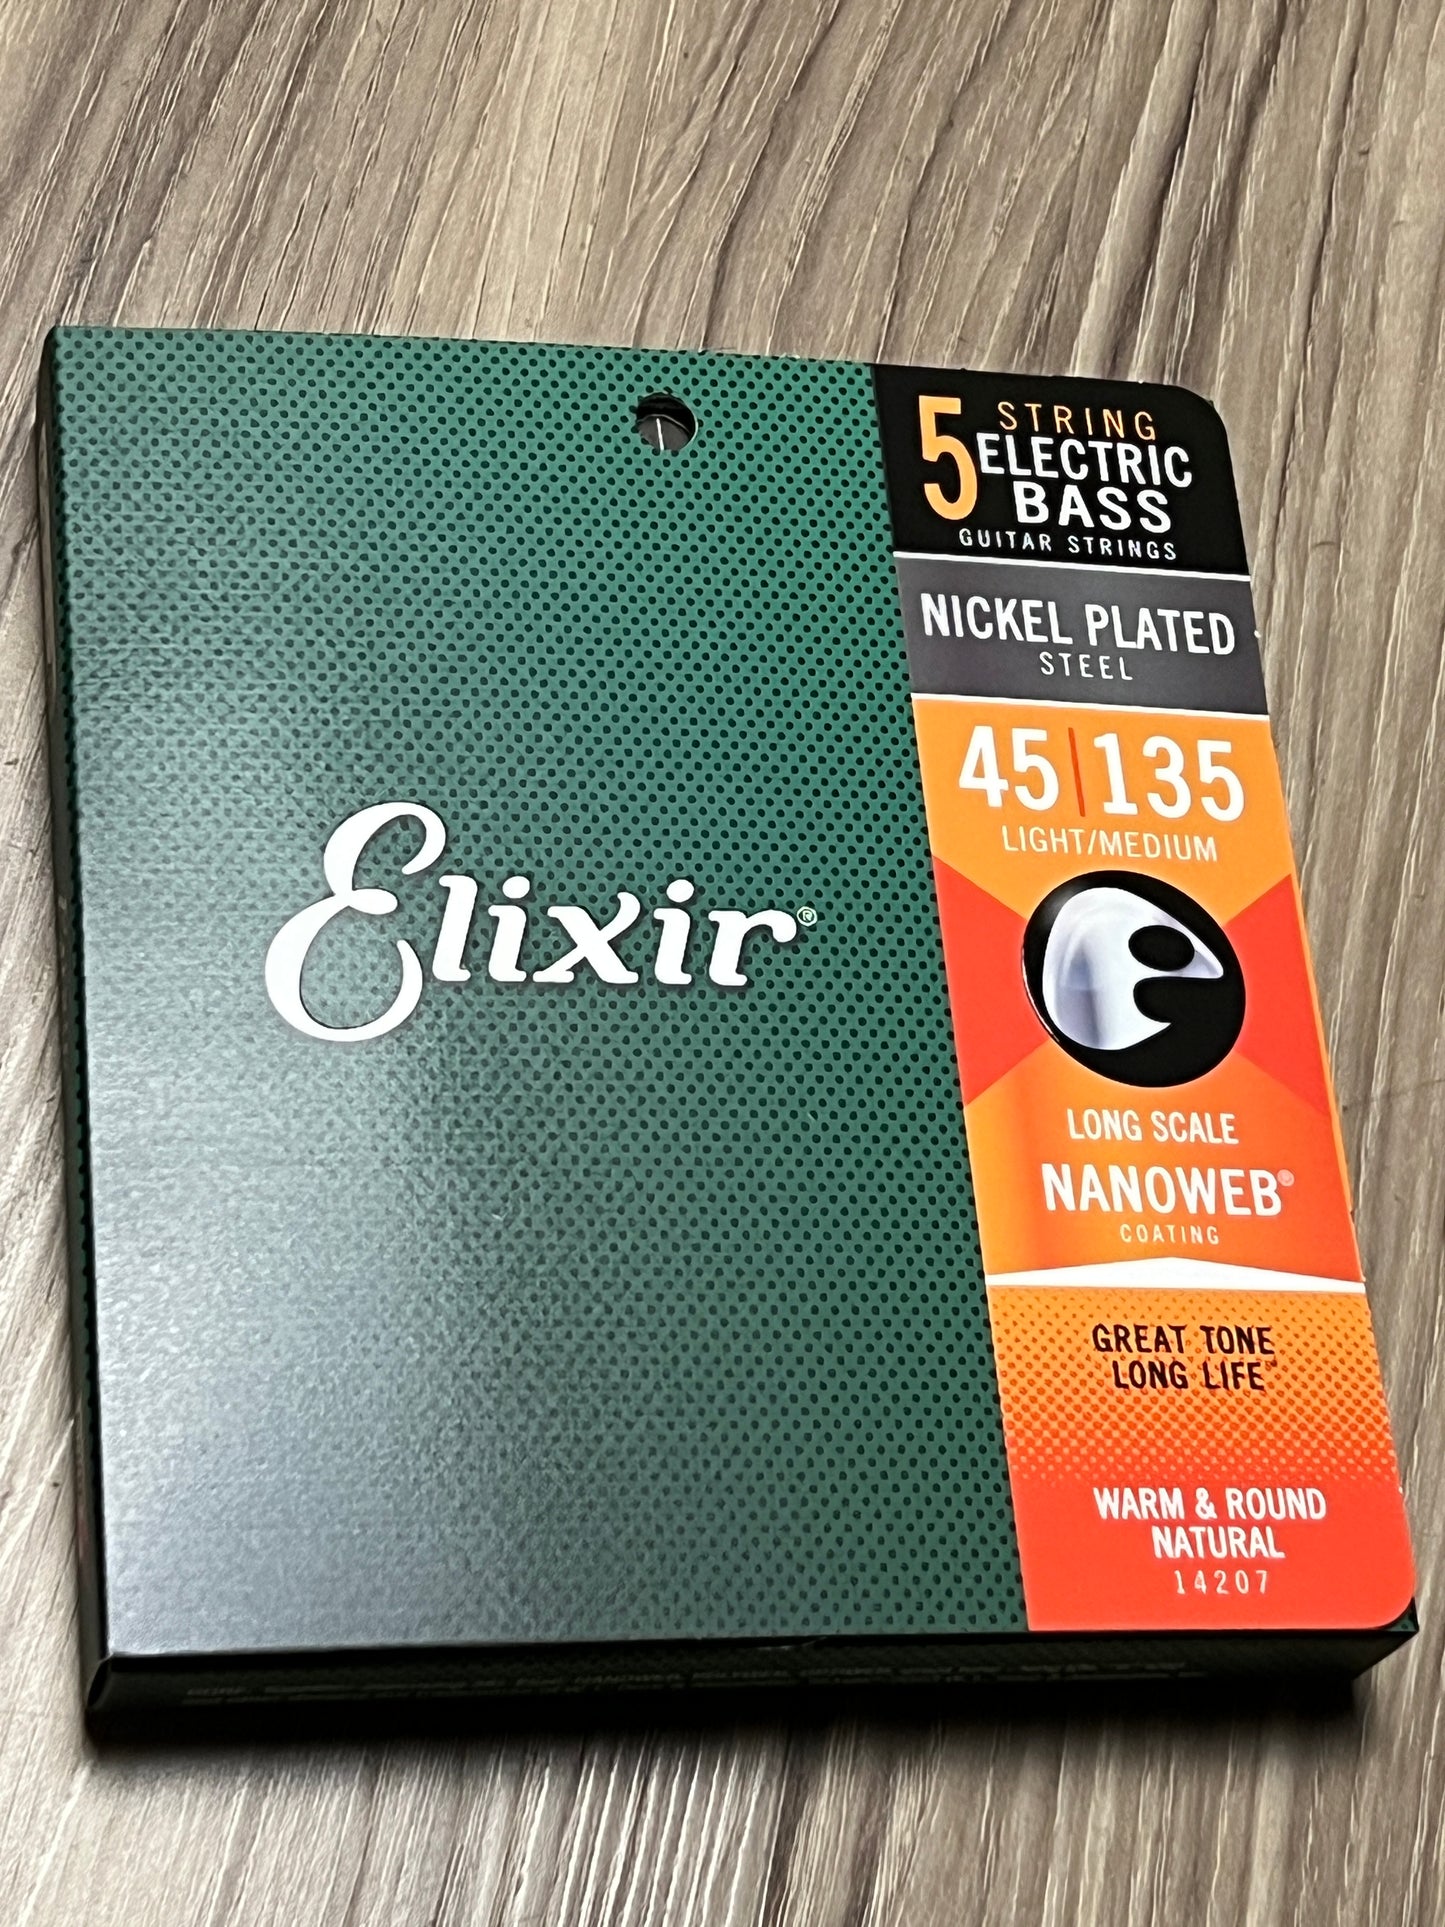 5 STRING
ELECTRIC
BASS
GUITAR STRINGS
NICKEL PLATED
STEEL
45|135
LIGHT/MEDIUM
Elixir®
LONG SCALE
NANOWEB®
COATING
GREAT TONE
LONG LIFE™
WARM & ROUND
NATURAL
14207